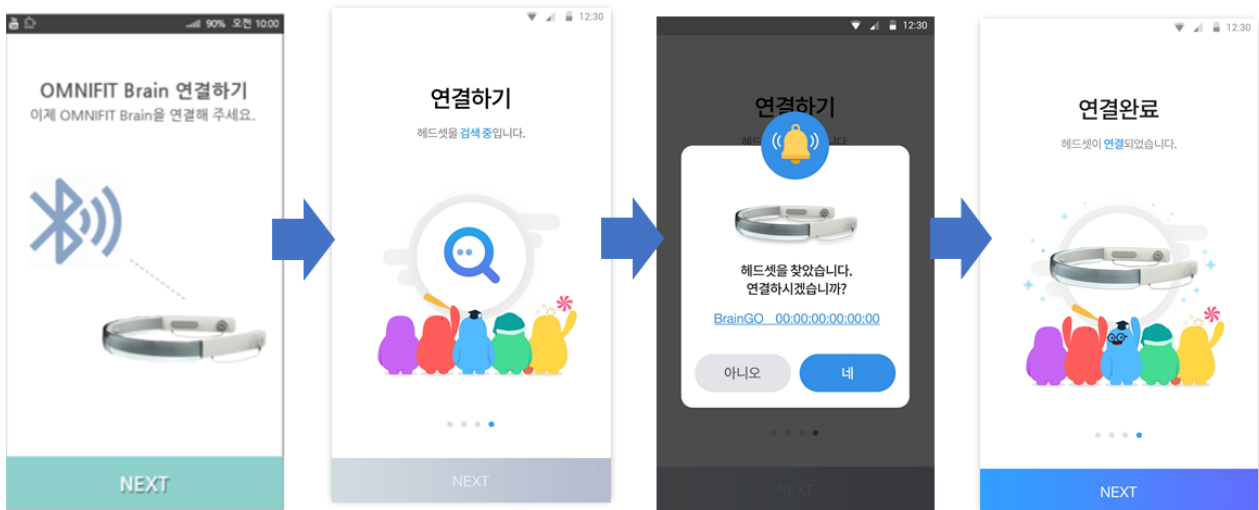 90% 오전 10:00
OMNIFIT Brain 연결하기
이제 OMNIFIT Brain을 연결해 주세요.
NEXT
12:30
연결하기
헤드셋을 검색 중입니다.
NEXT
12:30
연결하기
헤드셋을 찾았습니다.
연결하시겠습니까?
BrainGO 00:00:00:00:00:00
아니오
네
NEXT
12:30
연결완료
헤드셋이 연결되었습니다.
NEXT